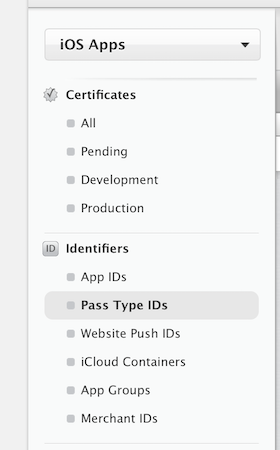 iOS Apps
Certificates
All
Pending
Development
Production
ID Identifiers
App IDs
Pass Type IDs
Website Push IDs
iCloud Containers
App Groups
Merchant IDs